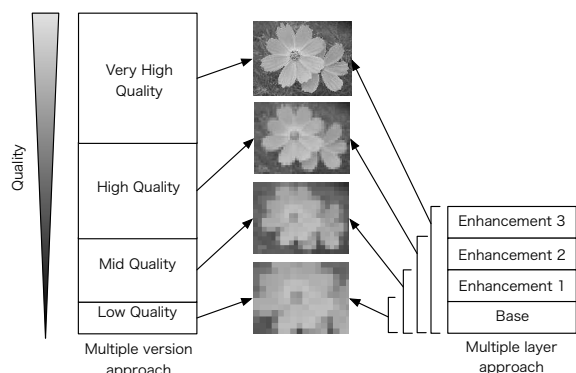 Quality
Very High
Quality
High Quality
Mid Quality
Low Quality
Multiple version
approach
Enhancement 3
Enhancement 2
Enhancement 1
Base
Multiple layer
approach